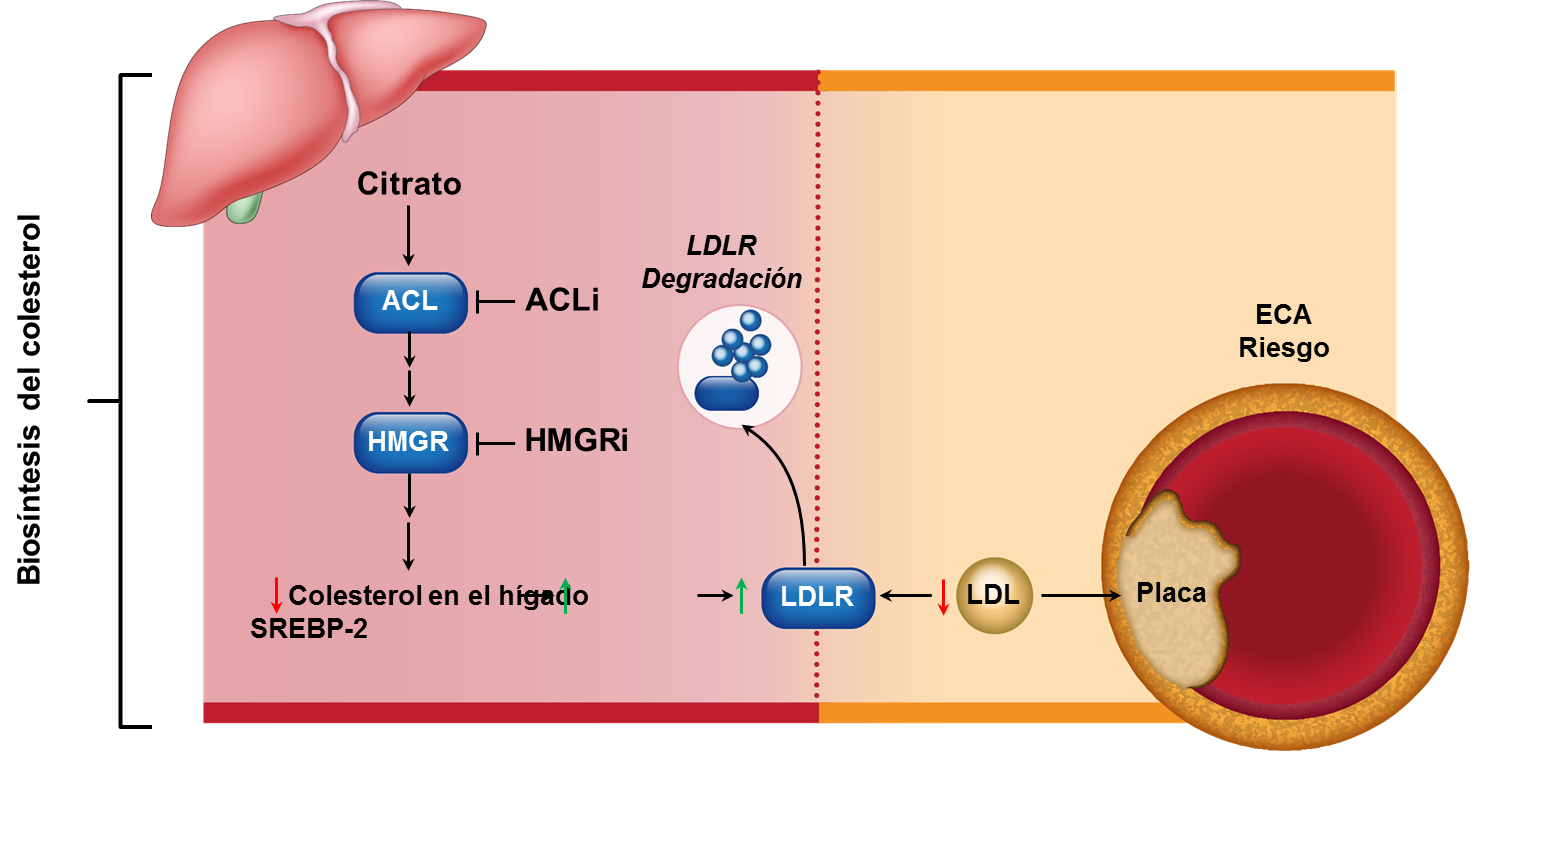 Biosíntesis del colesterol
Citrato
ACL
ACLi
HMGR
HMGRi
↓ Colesterol en el hígado ↑
SREBP-2
LDLR
Degradación
↑ LDLR
↓ LDL
Placa
ECA
Riesgo